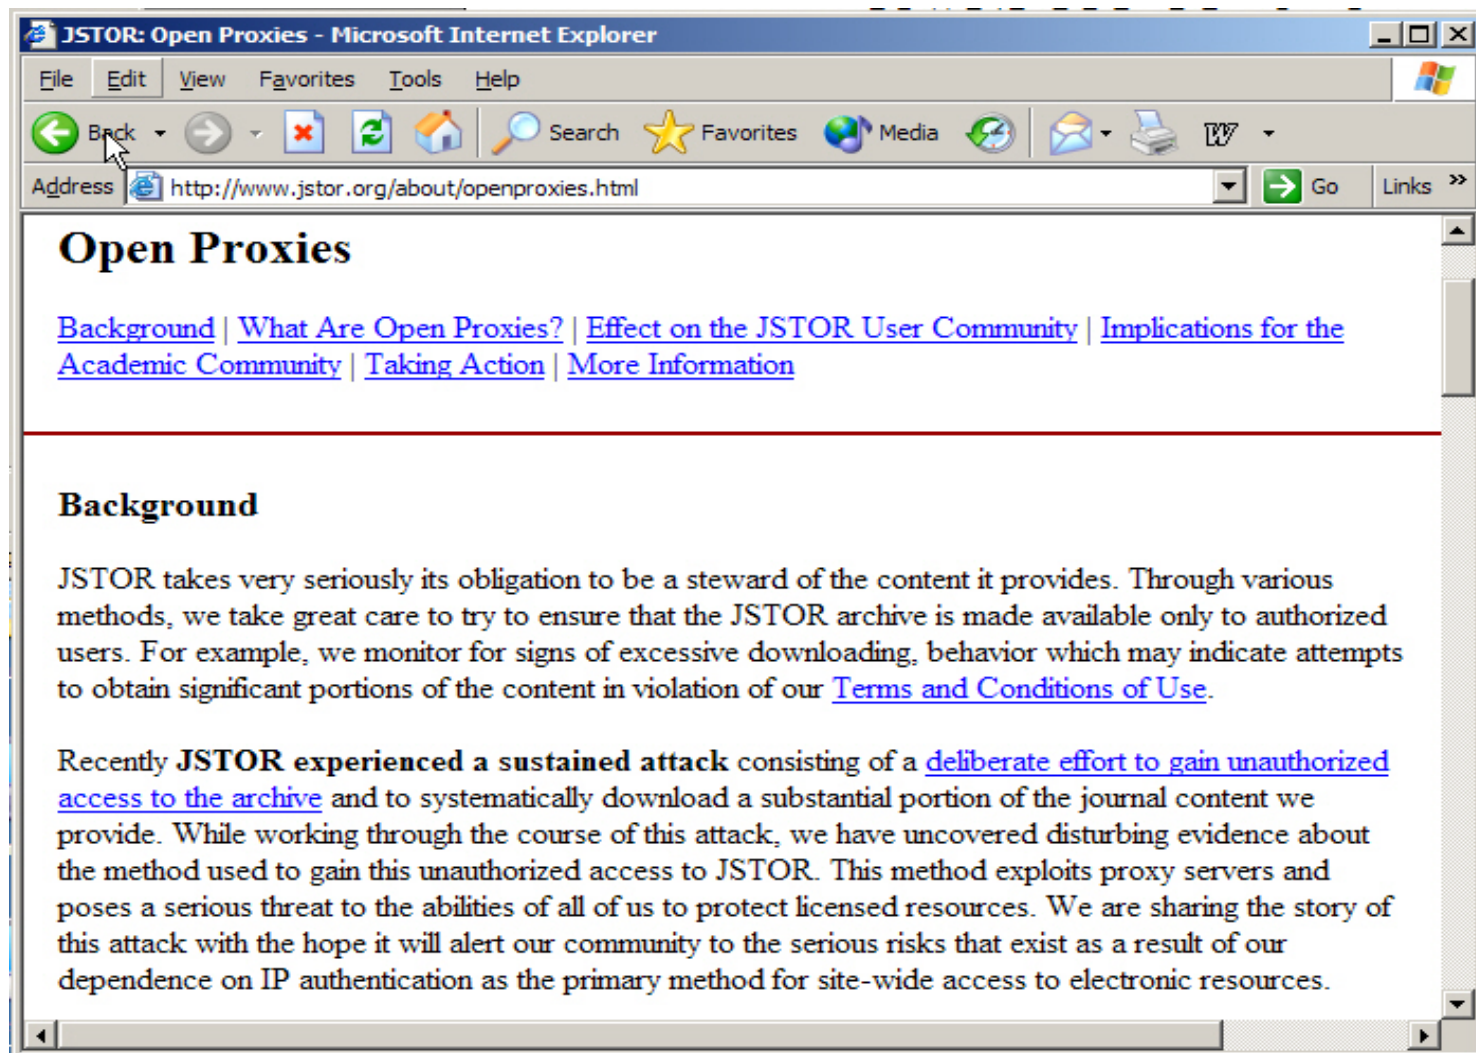 JSTOR: Open Proxies - Microsoft Internet Explorer
File Edit View Favorites Tools Help
Back Search Favorites Media
Address http://www.jstor.org/about/openproxies.html Go Links »
Open Proxies
Background | What Are Open Proxies? | Effect on the JSTOR User Community | Implications for the
Academic Community | Taking Action | More Information
Background
JSTOR takes very seriously its obligation to be a steward of the content it provides. Through various
methods, we take great care to try to ensure that the JSTOR archive is made available only to authorized
users. For example, we monitor for signs of excessive downloading, behavior which may indicate attempts
to obtain significant portions of the content in violation of our Terms and Conditions of Use.
Recently JSTOR experienced a sustained attack consisting of a deliberate effort to gain unauthorized
access to the archive and to systematically download a substantial portion of the journal content we
provide. While working through the course of this attack, we have uncovered disturbing evidence about
the method used to gain this unauthorized access to JSTOR. This method exploits proxy servers and
poses a serious threat to the abilities of all of us to protect licensed resources. We are sharing the story of
this attack with the hope it will alert our community to the serious risks that exist as a result of our
dependence on IP authentication as the primary method for site-wide access to electronic resources.